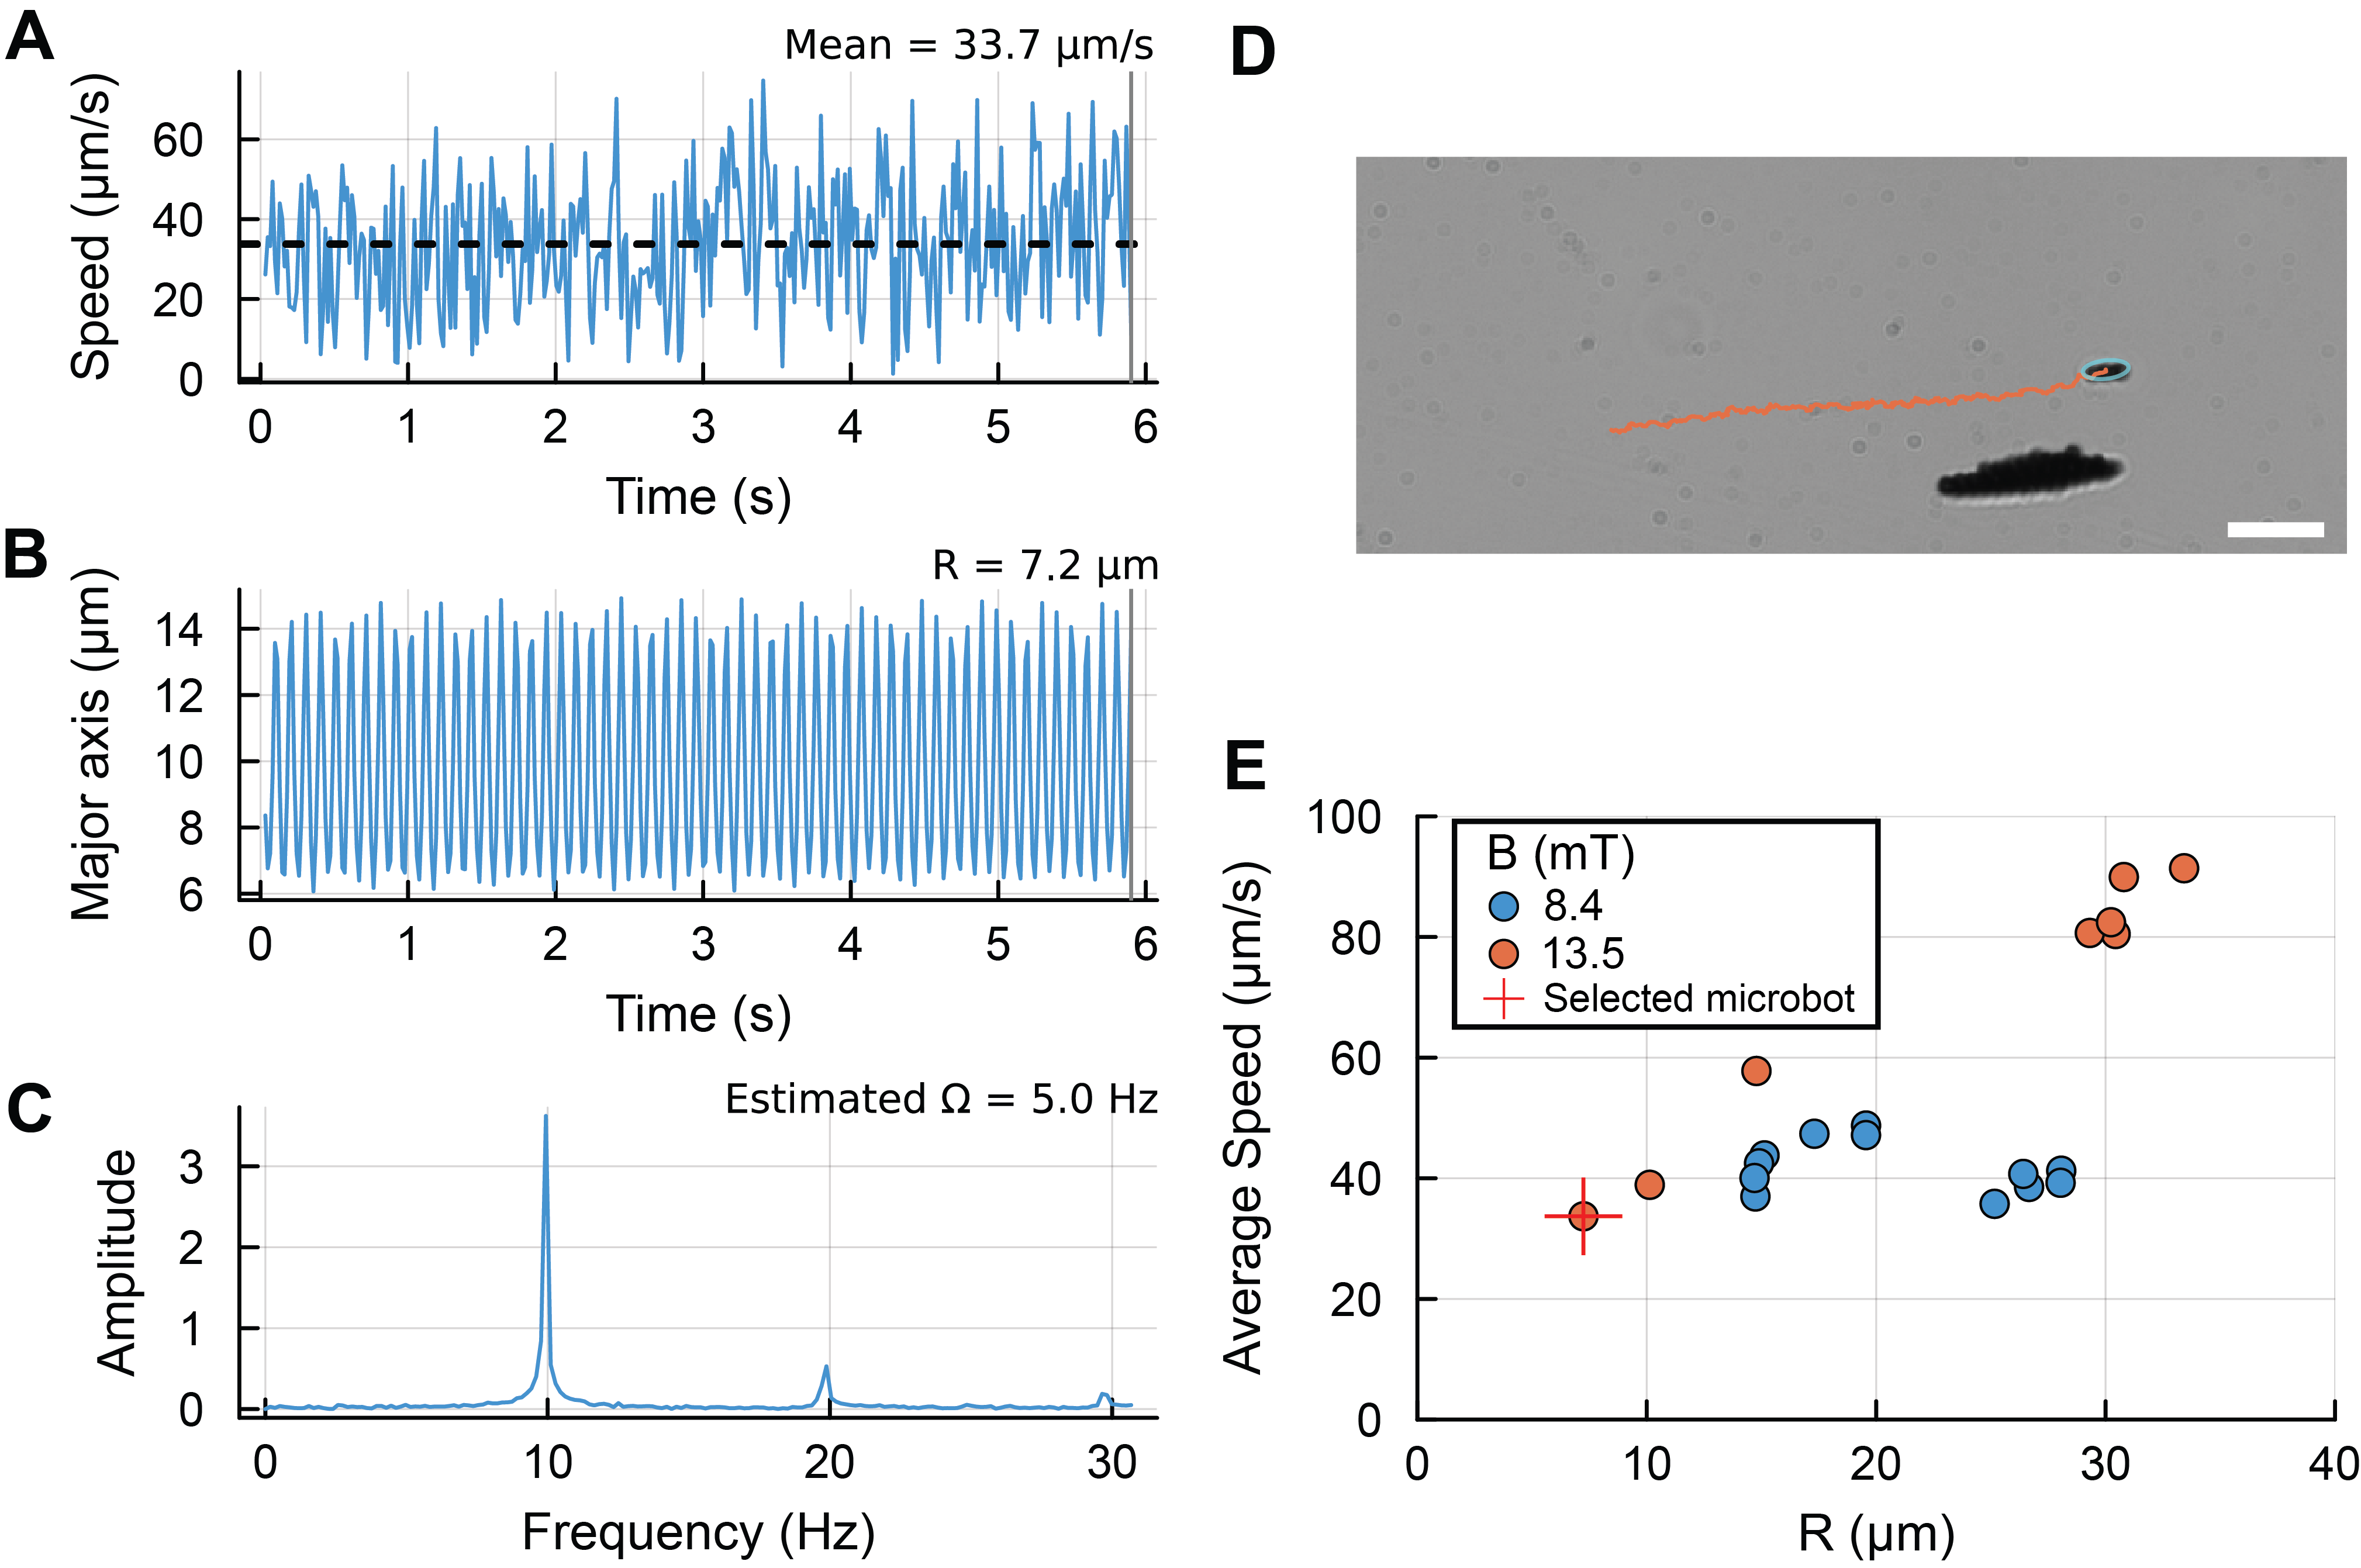 A
Mean = 33.7 µm/s
Speed (µm/s)
60
40
20
0
0 1 2 3 4 5 6
Time (s)
B
R = 7.2 µm
Major axis (µm)
14
12
10
8
6
0 1 2 3 4 5 6
Time (s)
C
Estimated Ω = 5.0 Hz
Amplitude
3
2
1
0
0 10 20 30
Frequency (Hz)
D
E
Average Speed (µm/s)
100
80
60
40
20
0
B (mT)
8.4
13.5
Selected microbot
0 10 20 30 40
R (µm)